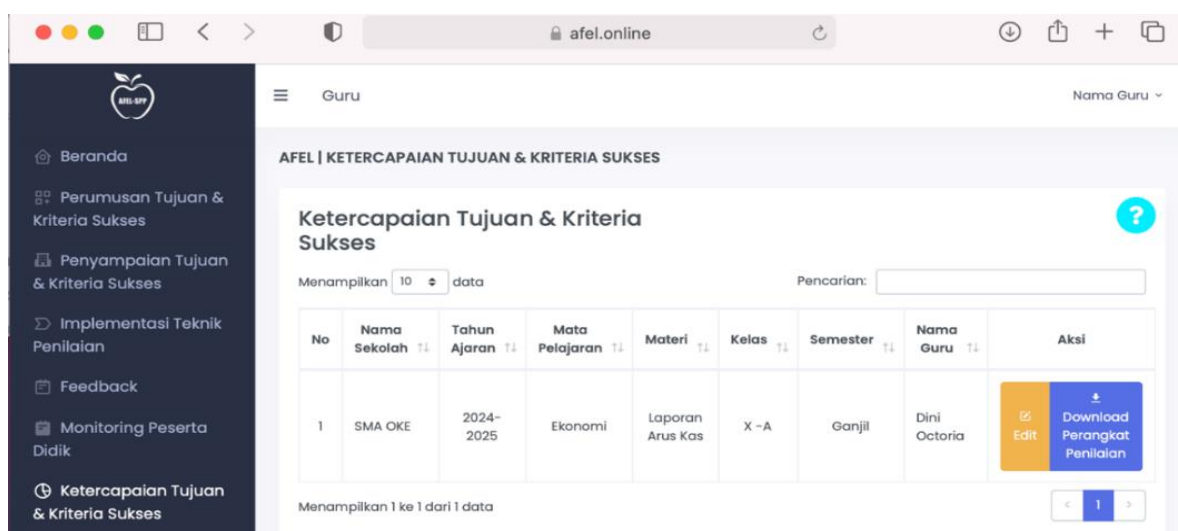 afel.online
AFEL-SPP
Guru
Nama Guru
Beranda
Perumusan Tujuan &
Kriteria Sukses
Penyampaian Tujuan
& Kriteria Sukses
Implementasi Teknik
Penilaian
Feedback
Monitoring Peserta
Didik
Ketercapaian Tujuan
& Kriteria Sukses
AFEL | KETERCAPAIAN TUJUAN & KRITERIA SUKSES
Ketercapaian Tujuan & Kriteria
Sukses
?
Menampilkan 10 data
Pencarian:
No Nama Sekolah Tahun Ajaran Mata Pelajaran Materi Kelas Semester Nama Guru Aksi
1 SMA OKE 2024-2025 Ekonomi Laporan Arus Kas X -A Ganjil Dini Octoria Edit Download Perangkat Penilaian
Menampilkan 1 ke 1 dari 1 data
< 1 >